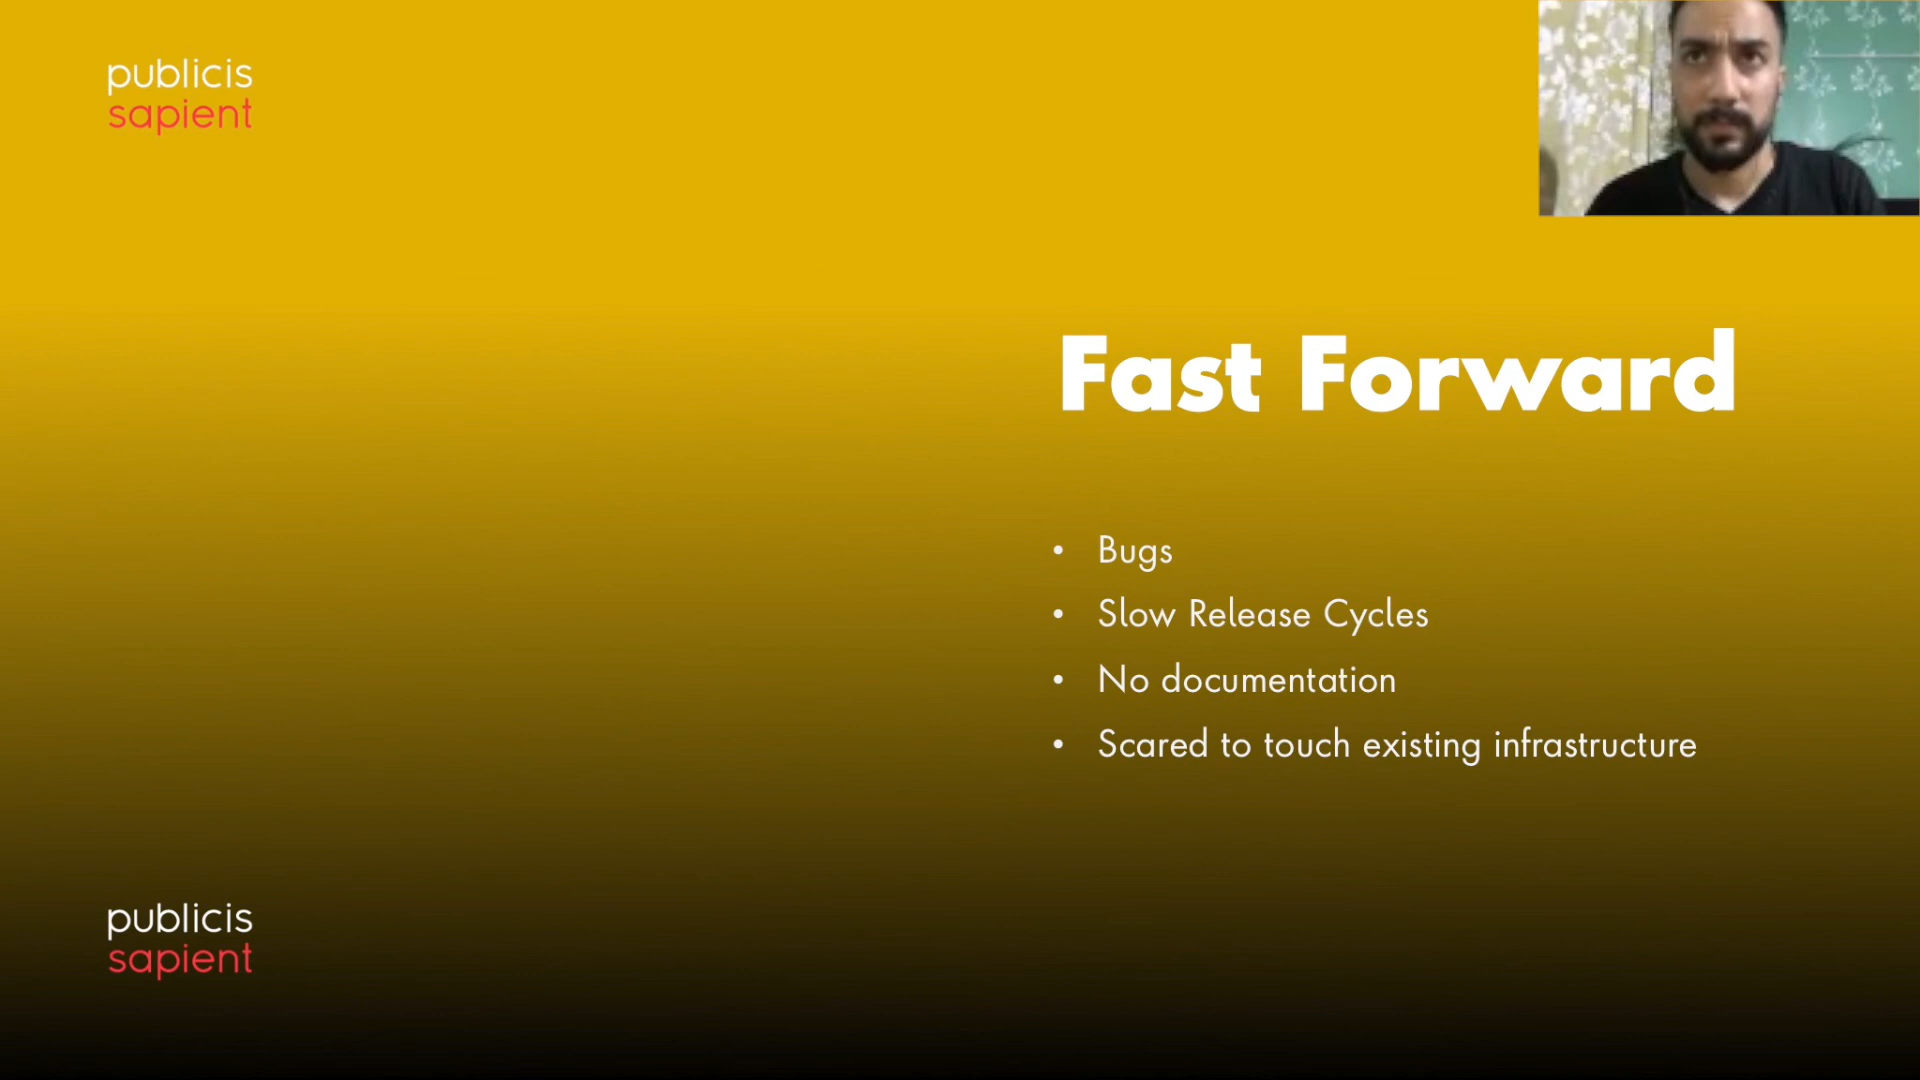 publicis
sapient
Fast Forward
• Bugs
• Slow Release Cycles
• No documentation
• Scared to touch existing infrastructure
publicis
sapient